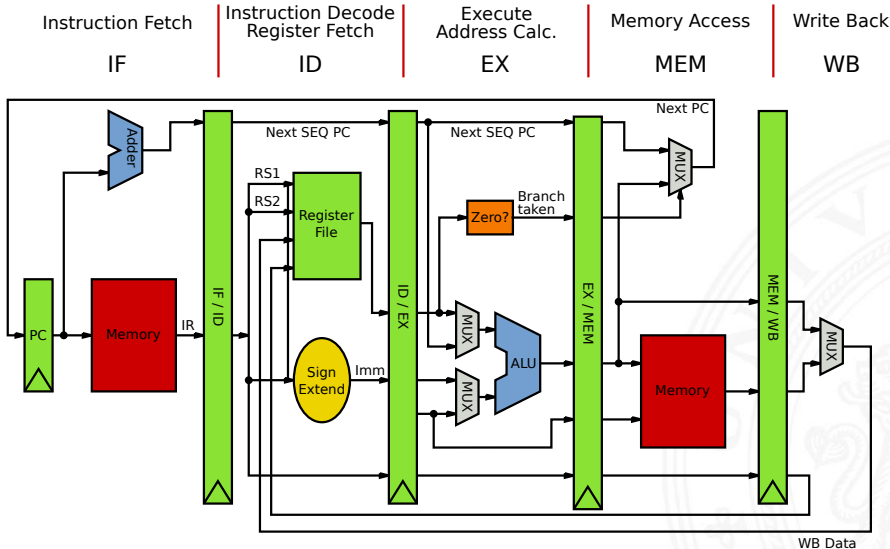 Instruction Fetch
Instruction Decode
Register Fetch
Execute
Address Calc.
Memory Access
Write Back
IF
ID
EX
MEM
WB
Next PC
Adder
Next SEQ PC
Next SEQ PC
MUX
RS1
RS2
Register
File
Branch
taken
Zero?
IF / ID
ID / EX
EX / MEM
MEM / WB
PC
Memory
IR
MUX
MUX
ALU
MUX
Sign
Extend
Imm
Memory
WB Data